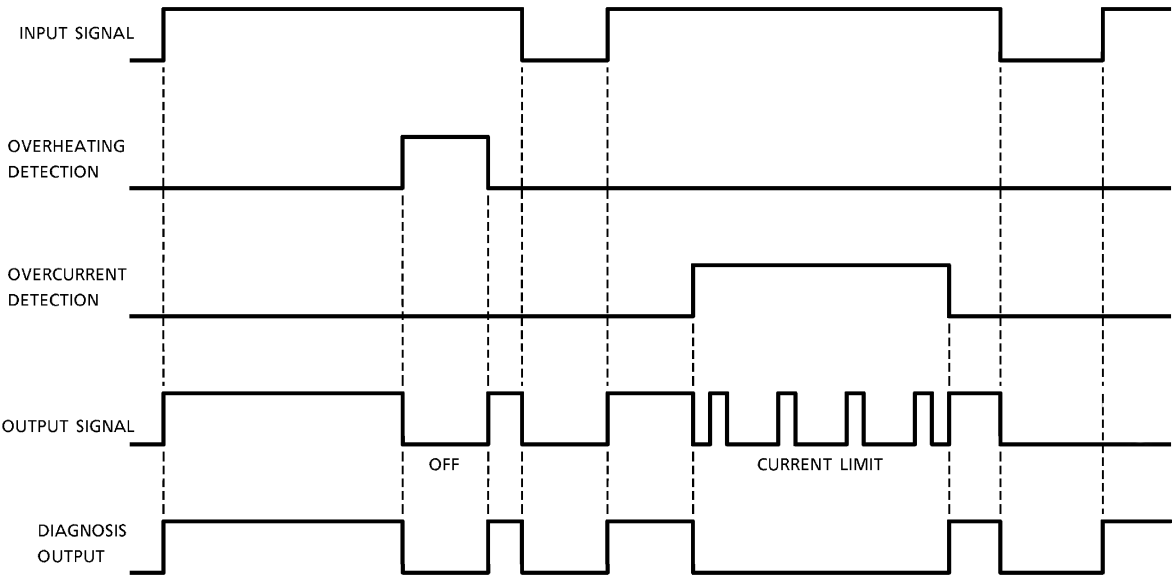 INPUT SIGNAL
OVERHEATING
DETECTION
OVERCURRENT
DETECTION
OUTPUT SIGNAL
OFF
CURRENT LIMIT
DIAGNOSIS
OUTPUT